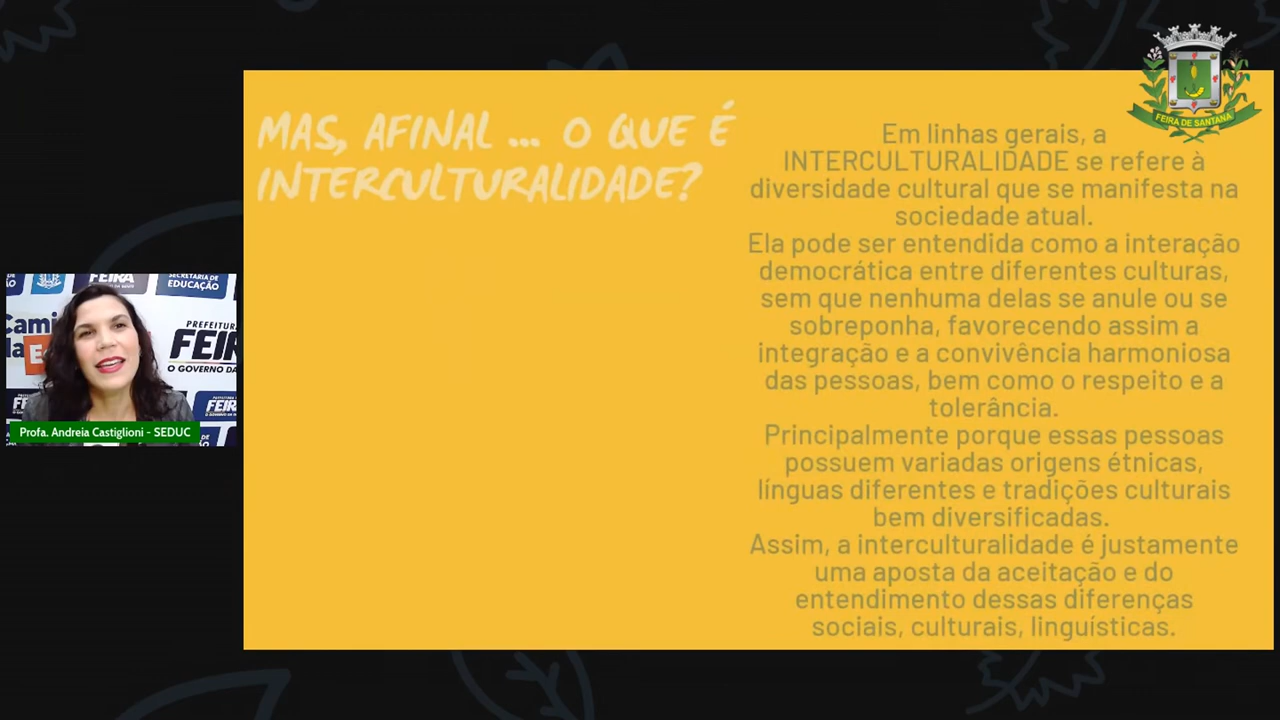 MAS, AFINAL ... O QUE É
INTERCULTURALIDADE?
Em linhas gerais, a
INTERCULTURALIDADE se refere à
diversidade cultural que se manifesta na
sociedade atual.
Ela pode ser entendida como a interação
democrática entre diferentes culturas,
sem que nenhuma delas se anule ou se
sobreponha, favorecendo assim a
integração e a convivência harmoniosa
das pessoas, bem como o respeito e a
tolerância.
Principalmente porque essas pessoas
possuem variadas origens étnicas,
línguas diferentes e tradições culturais
bem diversificadas.
Assim, a interculturalidade é justamente
uma aposta da aceitação e do
entendimento dessas diferenças
sociais, culturais, linguísticas.
FEIRA DE SANTANA
FEIRA
SECRETARIA DE
EDUCAÇÃO
PREFEITURA
FEIR
O GOVERNO DA
Cami
da E
Profa. Andreia Castiglioni - SEDUC